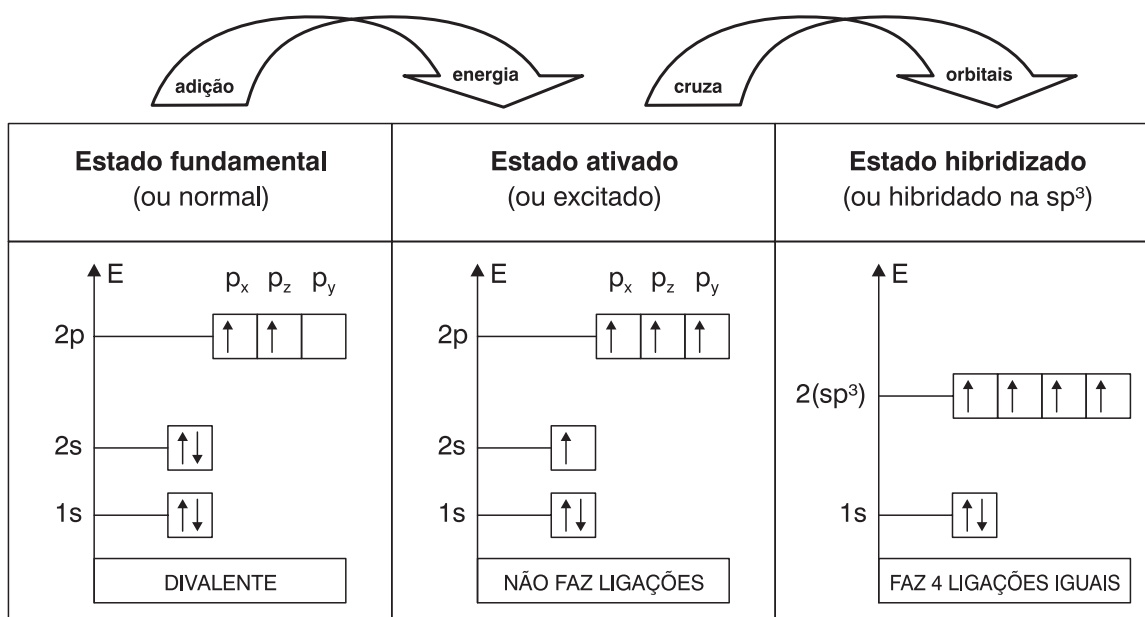 adição
energia
cruza
orbitais
Estado fundamental
(ou normal)
Estado ativado
(ou excitado)
Estado hibridizado
(ou hibridado na sp³)
E
pₓ p_z p_y
2p
2s
1s
DIVALENTE
E
pₓ p_z p_y
2p
2s
1s
NÃO FAZ LIGAÇÕES
E
2(sp³)
1s
FAZ 4 LIGAÇÕES IGUAIS